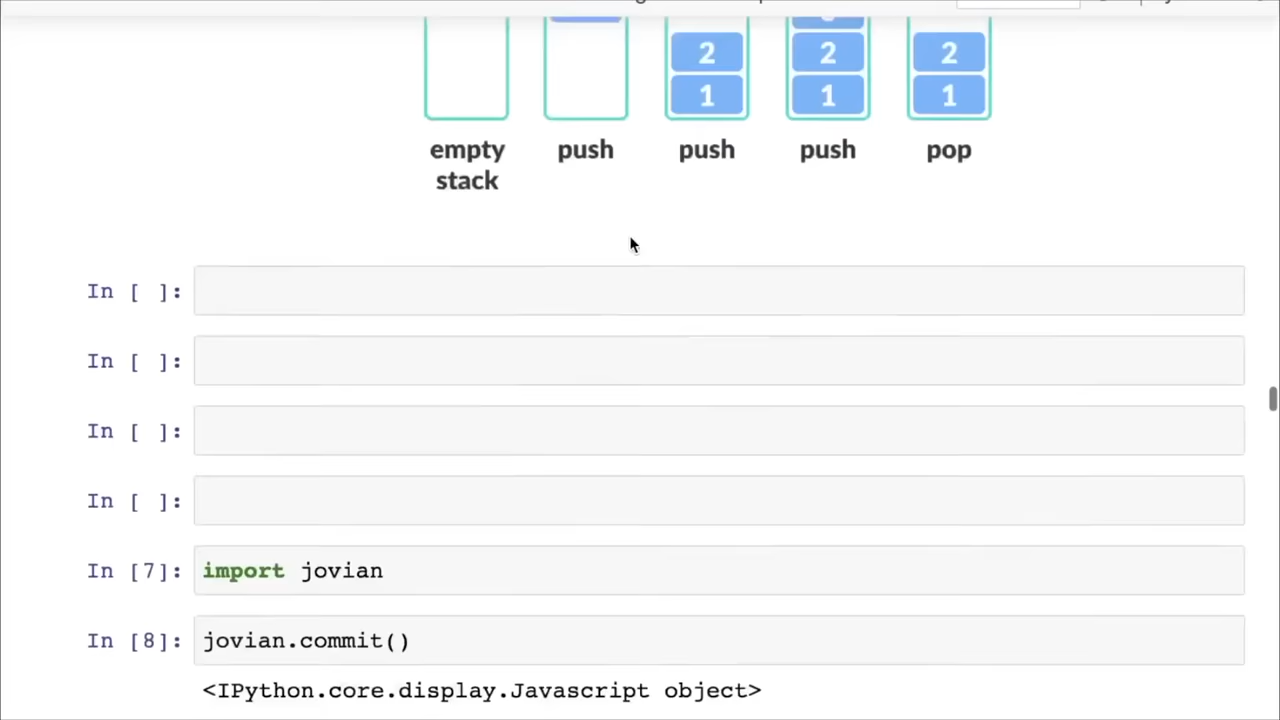 2 2 2
1 1 1
empty push push push pop
stack
In [ ]:
In [ ]:
In [ ]:
In [ ]:
In [7]: import jovian
In [8]: jovian.commit()
<IPython.core.display.Javascript object>